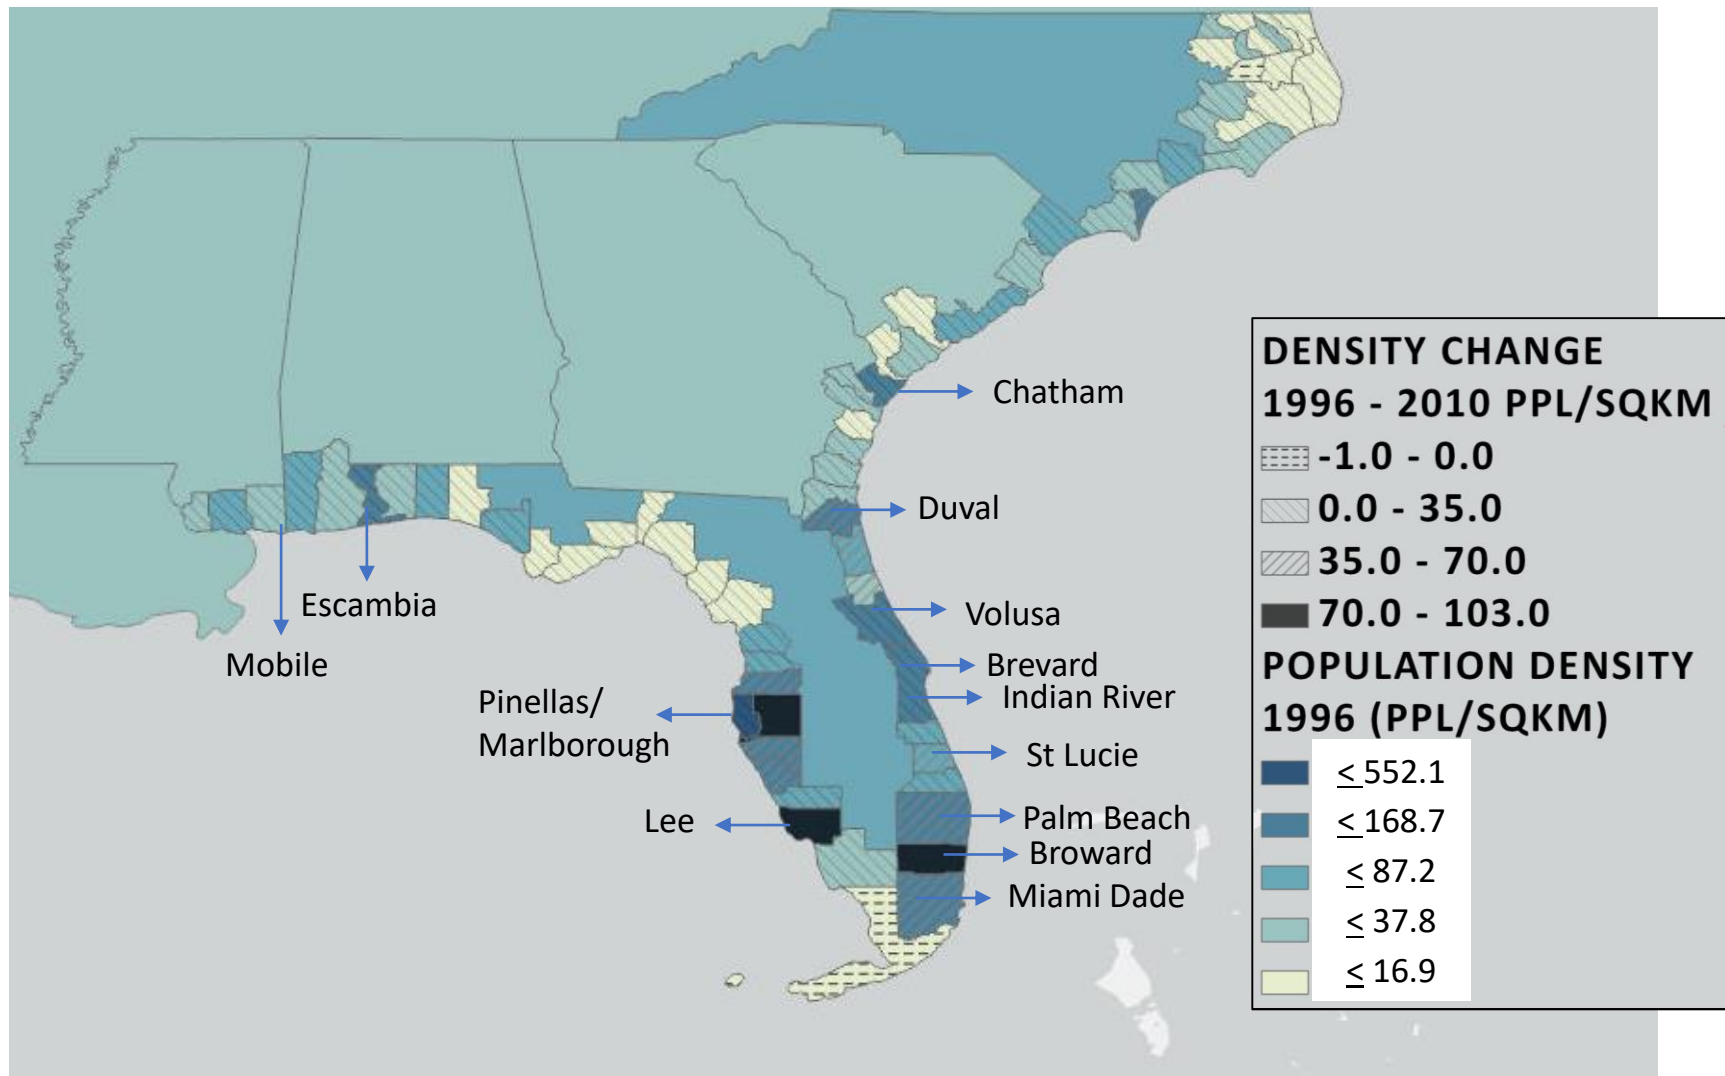 Chatham
Duval
Escambia
Volusa
Mobile
Brevard
Indian River
Pinellas/
Marlborough
St Lucie
Lee
Palm Beach
Broward
Miami Dade
DENSITY CHANGE
1996 - 2010 PPL/SQKM
-1.0 - 0.0
0.0 - 35.0
35.0 - 70.0
70.0 - 103.0
POPULATION DENSITY
1996 (PPL/SQKM)
≤ 552.1
≤ 168.7
≤ 87.2
≤ 37.8
≤ 16.9